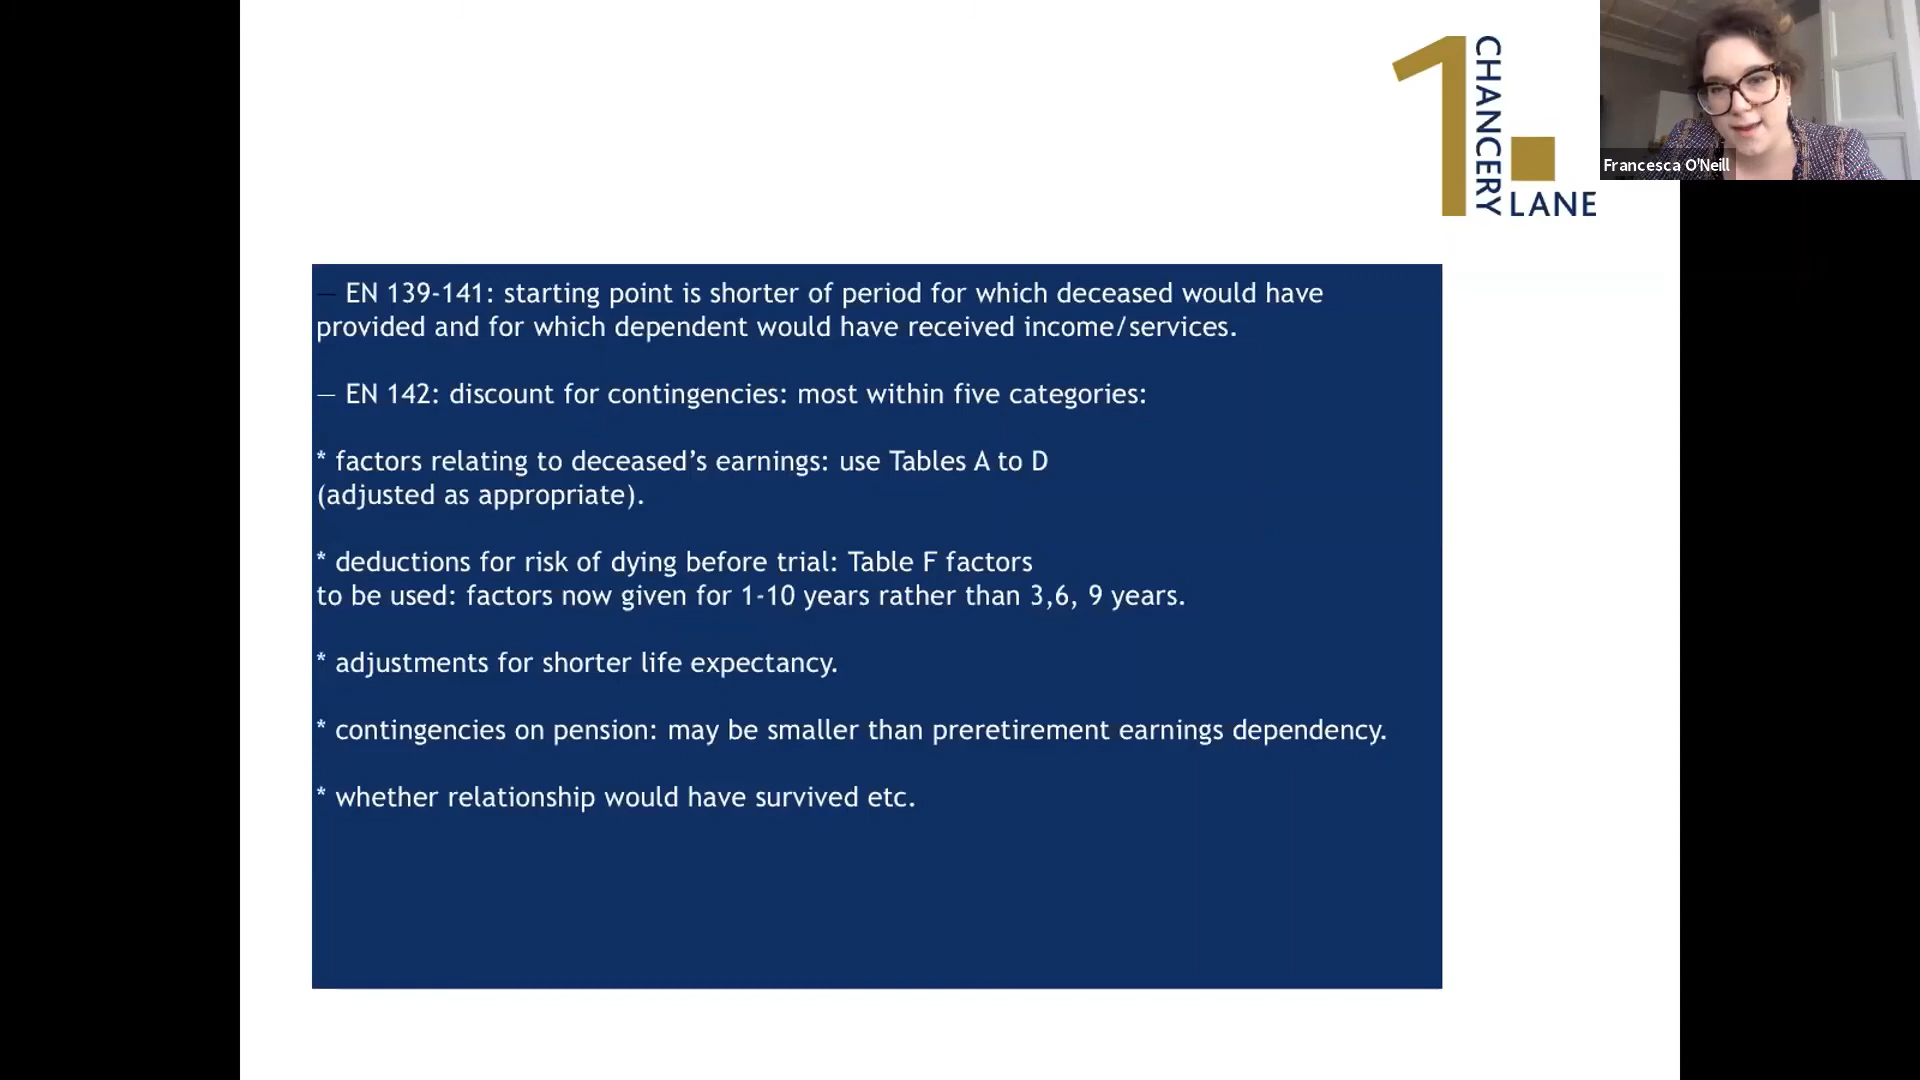 1
CHANCERY
LANE
Francesca O'Neill
— EN 139-141: starting point is shorter of period for which deceased would have
provided and for which dependent would have received income/services.
— EN 142: discount for contingencies: most within five categories:
* factors relating to deceased’s earnings: use Tables A to D
(adjusted as appropriate).
* deductions for risk of dying before trial: Table F factors
to be used: factors now given for 1-10 years rather than 3,6, 9 years.
* adjustments for shorter life expectancy.
* contingencies on pension: may be smaller than preretirement earnings dependency.
* whether relationship would have survived etc.